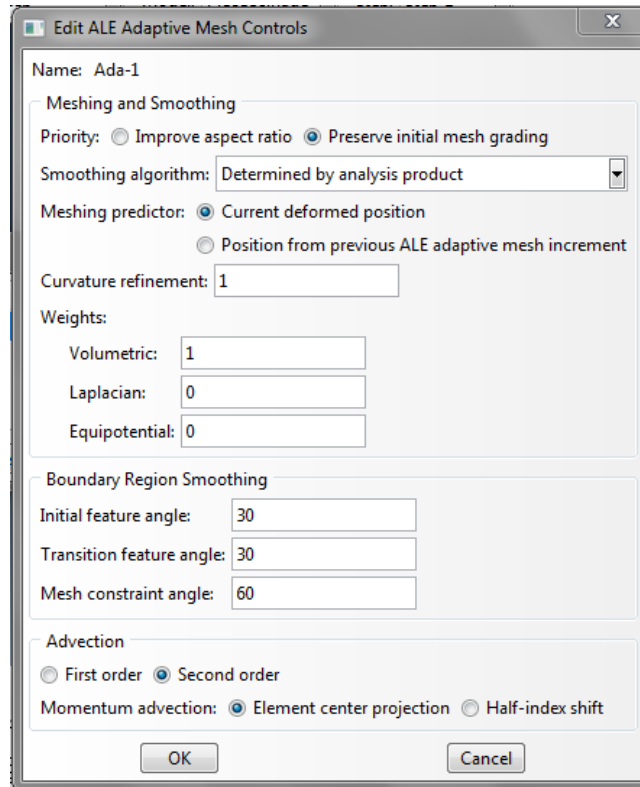 Edit ALE Adaptive Mesh Controls
Name: Ada-1
Meshing and Smoothing
Priority: Improve aspect ratio Preserve initial mesh grading
Smoothing algorithm: Determined by analysis product
Meshing predictor: Current deformed position
Position from previous ALE adaptive mesh increment
Curvature refinement: 1
Weights:
Volumetric: 1
Laplacian: 0
Equipotential: 0
Boundary Region Smoothing
Initial feature angle: 30
Transition feature angle: 30
Mesh constraint angle: 60
Advection
First order Second order
Momentum advection: Element center projection Half-index shift
OK Cancel